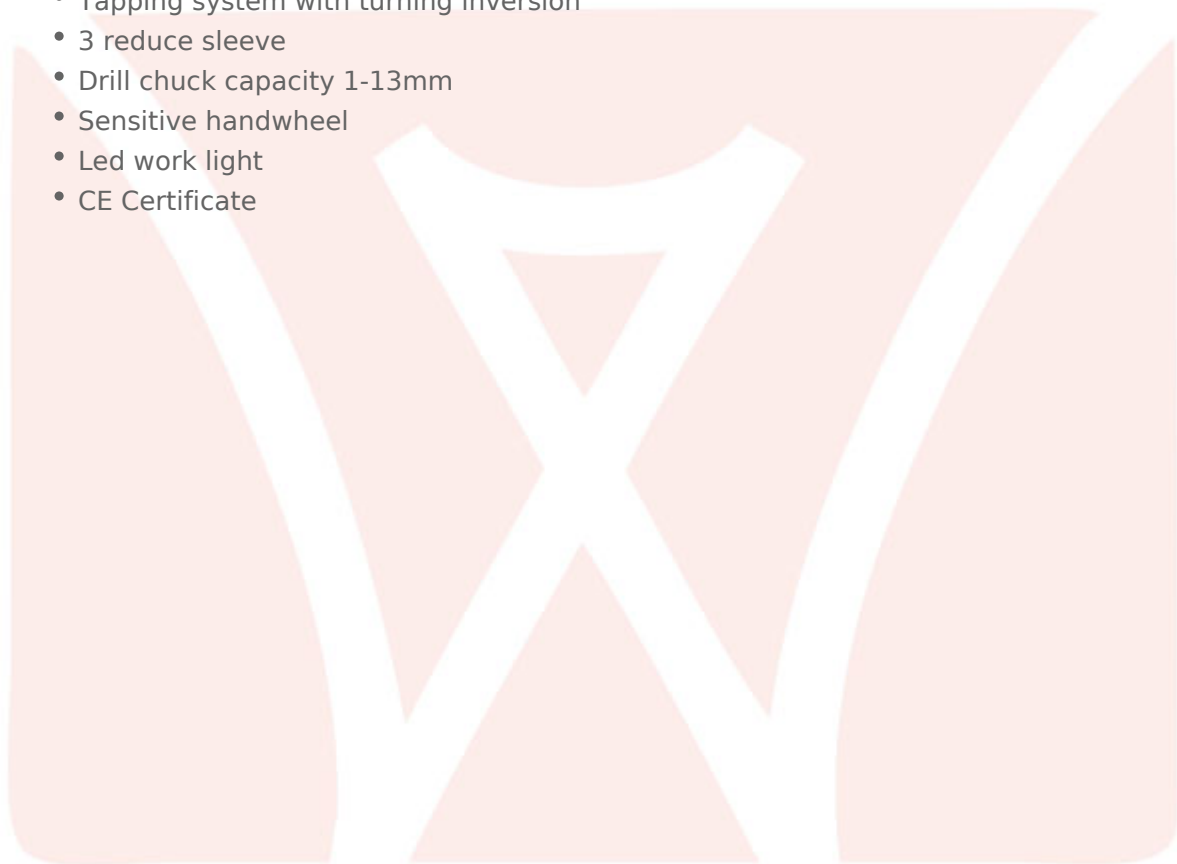 • Tapping system with turning inversion
• 3 reduce sleeve
• Drill chuck capacity 1-13mm
• Sensitive handwheel
• Led work light
• CE Certificate